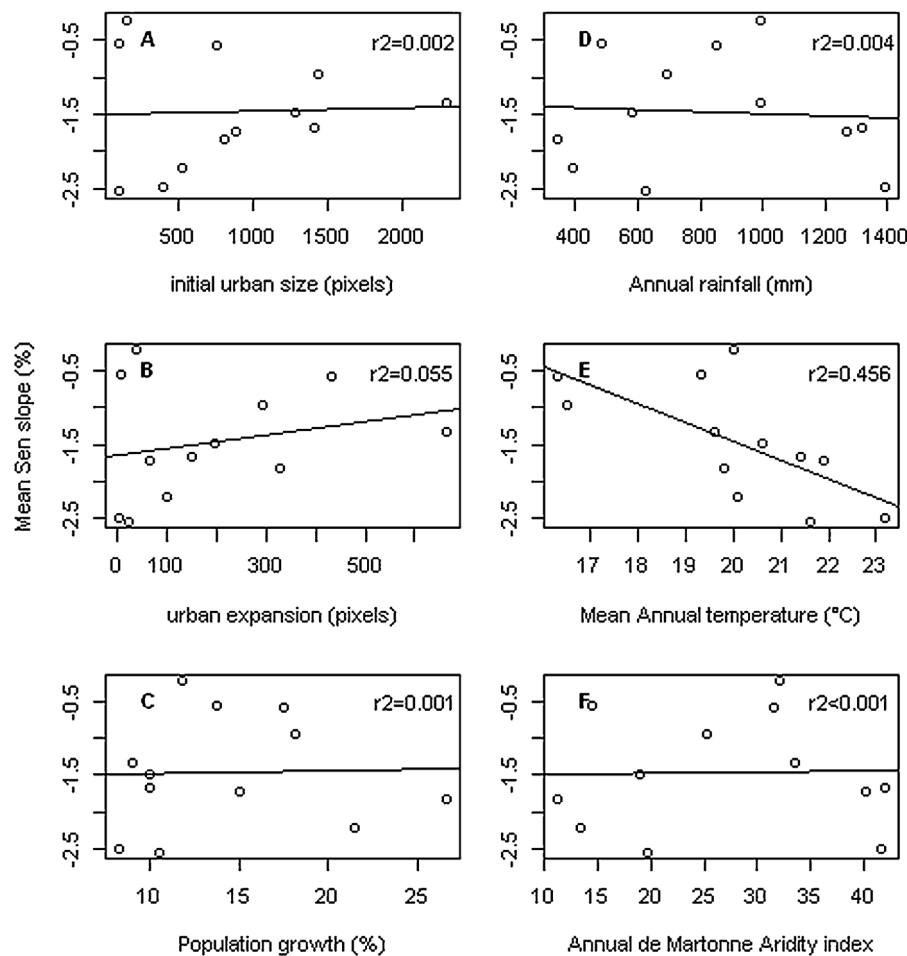 Mean Sen slope (%)
A
r2=0.002
-0.5
-1.5
-2.5
500 1000 1500 2000
initial urban size (pixels)
D
r2=0.004
-0.5
-1.5
-2.5
400 600 800 1000 1200 1400
Annual rainfall (mm)
B
r2=0.055
-0.5
-1.5
-2.5
0 100 300 500
urban expansion (pixels)
E
r2=0.456
-0.5
-1.5
-2.5
17 18 19 20 21 22 23
Mean Annual temperature (°C)
C
r2=0.001
-0.5
-1.5
-2.5
10 15 20 25
Population growth (%)
F
r2<0.001
-0.5
-1.5
-2.5
10 15 20 25 30 35 40
Annual de Martonne Aridity index